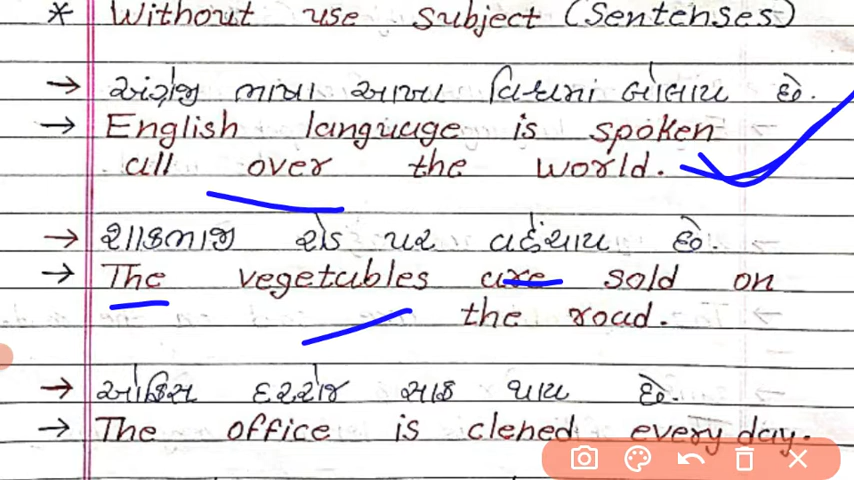 * Without use subject (Sentenses)
→ અંગ્રેજી ભાષા આખા વિશ્વમાં બોલાય છે.
→ English language is spoken
all over the world.
→ શાકભાજી રોડ પર વહેંચાય છે.
→ The vegetables are sold on
the road.
→ ઓફિસ દરરોજ સાફ થાય છે.
→ The office is clened every day.